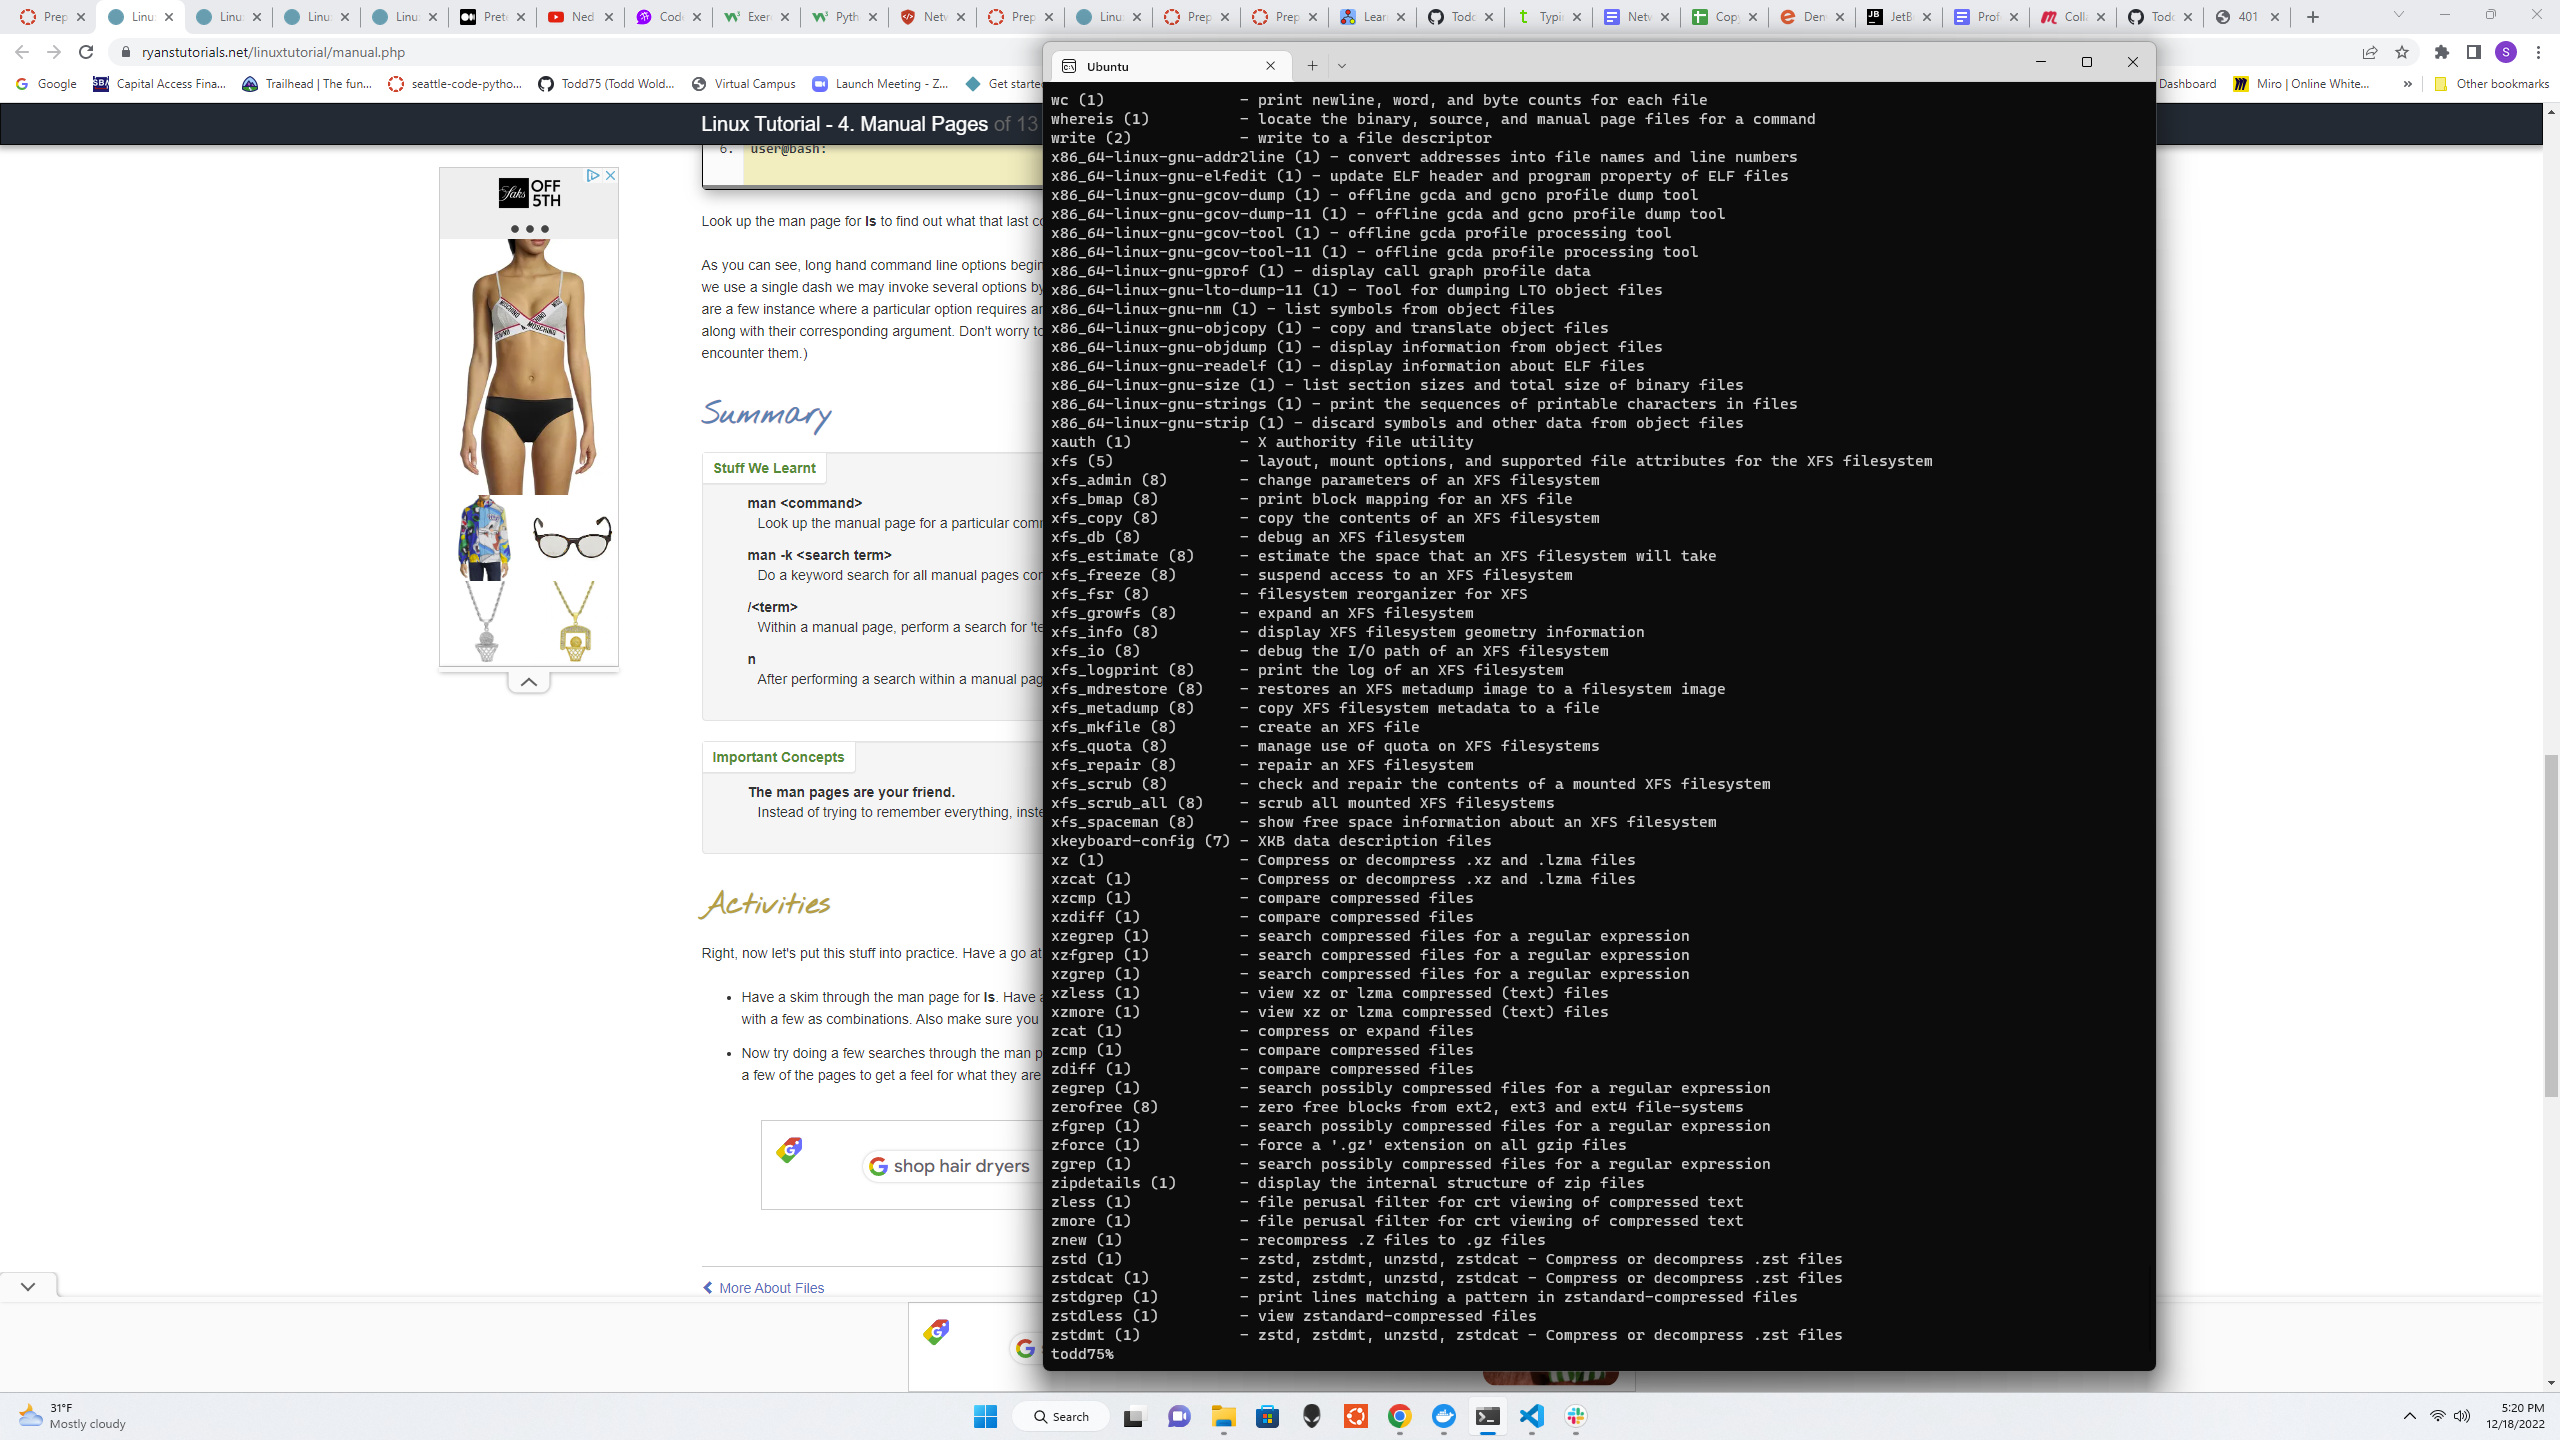 Prep
Linu
Linu
Linu
Linu
Prete
Ned
Code
Exerc
Pyth
Netw
Prep
Linu
Prep
Prep
Lear
Todd
Typi
Netw
Copy
Den
JetB
Prof
Colla
Todd
401
ryanstutorials.net/linuxtutorial/manual.php
S
Google
Capital Access Fina...
Trailhead | The fun...
seattle-code-pytho...
Todd75 (Todd Wold...
Virtual Campus
Launch Meeting - Z...
Get starte
Dashboard
Miro | Online White...
Other bookmarks
Linux Tutorial - 4. Manual Pages of 13
6. user@bash:
Saks OFF
5TH
MOSCHINO
Look up the man page for ls to find out what that last co
As you can see, long hand command line options begin
we use a single dash we may invoke several options by
are a few instance where a particular option requires an
along with their corresponding argument. Don't worry to
encounter them.)
Summary
Stuff We Learnt
man <command>
Look up the manual page for a particular comm
man -k <search term>
Do a keyword search for all manual pages con
/<term>
Within a manual page, perform a search for 'te
n
After performing a search within a manual pag
Important Concepts
The man pages are your friend.
Instead of trying to remember everything, inste
Activities
Right, now let's put this stuff into practice. Have a go at
• Have a skim through the man page for ls. Have a
with a few as combinations. Also make sure you
• Now try doing a few searches through the man p
a few of the pages to get a feel for what they are
shop hair dryers
More About Files
Ubuntu
wc (1) - print newline, word, and byte counts for each file
whereis (1) - locate the binary, source, and manual page files for a command
write (2) - write to a file descriptor
x86_64-linux-gnu-addr2line (1) - convert addresses into file names and line numbers
x86_64-linux-gnu-elfedit (1) - update ELF header and program property of ELF files
x86_64-linux-gnu-gcov-dump (1) - offline gcda and gcno profile dump tool
x86_64-linux-gnu-gcov-dump-11 (1) - offline gcda and gcno profile dump tool
x86_64-linux-gnu-gcov-tool (1) - offline gcda profile processing tool
x86_64-linux-gnu-gcov-tool-11 (1) - offline gcda profile processing tool
x86_64-linux-gnu-gprof (1) - display call graph profile data
x86_64-linux-gnu-lto-dump-11 (1) - Tool for dumping LTO object files
x86_64-linux-gnu-nm (1) - list symbols from object files
x86_64-linux-gnu-objcopy (1) - copy and translate object files
x86_64-linux-gnu-objdump (1) - display information from object files
x86_64-linux-gnu-readelf (1) - display information about ELF files
x86_64-linux-gnu-size (1) - list section sizes and total size of binary files
x86_64-linux-gnu-strings (1) - print the sequences of printable characters in files
x86_64-linux-gnu-strip (1) - discard symbols and other data from object files
xauth (1) - X authority file utility
xfs (5) - layout, mount options, and supported file attributes for the XFS filesystem
xfs_admin (8) - change parameters of an XFS filesystem
xfs_bmap (8) - print block mapping for an XFS file
xfs_copy (8) - copy the contents of an XFS filesystem
xfs_db (8) - debug an XFS filesystem
xfs_estimate (8) - estimate the space that an XFS filesystem will take
xfs_freeze (8) - suspend access to an XFS filesystem
xfs_fsr (8) - filesystem reorganizer for XFS
xfs_growfs (8) - expand an XFS filesystem
xfs_info (8) - display XFS filesystem geometry information
xfs_io (8) - debug the I/O path of an XFS filesystem
xfs_logprint (8) - print the log of an XFS filesystem
xfs_mdrestore (8) - restores an XFS metadump image to a filesystem image
xfs_metadump (8) - copy XFS filesystem metadata to a file
xfs_mkfile (8) - create an XFS file
xfs_quota (8) - manage use of quota on XFS filesystems
xfs_repair (8) - repair an XFS filesystem
xfs_scrub (8) - check and repair the contents of a mounted XFS filesystem
xfs_scrub_all (8) - scrub all mounted XFS filesystems
xfs_spaceman (8) - show free space information about an XFS filesystem
xkeyboard-config (7) - XKB data description files
xz (1) - Compress or decompress .xz and .lzma files
xzcat (1) - Compress or decompress .xz and .lzma files
xzcmp (1) - compare compressed files
xzdiff (1) - compare compressed files
xzegrep (1) - search compressed files for a regular expression
xzfgrep (1) - search compressed files for a regular expression
xzgrep (1) - search compressed files for a regular expression
xzless (1) - view xz or lzma compressed (text) files
xzmore (1) - view xz or lzma compressed (text) files
zcat (1) - compress or expand files
zcmp (1) - compare compressed files
zdiff (1) - compare compressed files
zegrep (1) - search possibly compressed files for a regular expression
zerofree (8) - zero free blocks from ext2, ext3 and ext4 file-systems
zfgrep (1) - search possibly compressed files for a regular expression
zforce (1) - force a '.gz' extension on all gzip files
zgrep (1) - search possibly compressed files for a regular expression
zipdetails (1) - display the internal structure of zip files
zless (1) - file perusal filter for crt viewing of compressed text
zmore (1) - file perusal filter for crt viewing of compressed text
znew (1) - recompress .Z files to .gz files
zstd (1) - zstd, zstdmt, unzstd, zstdcat - Compress or decompress .zst files
zstdcat (1) - zstd, zstdmt, unzstd, zstdcat - Compress or decompress .zst files
zstdgrep (1) - print lines matching a pattern in zstandard-compressed files
zstdless (1) - view zstandard-compressed files
zstdmt (1) - zstd, zstdmt, unzstd, zstdcat - Compress or decompress .zst files
todd75%
31°F
Mostly cloudy
Search
5:20 PM
12/18/2022